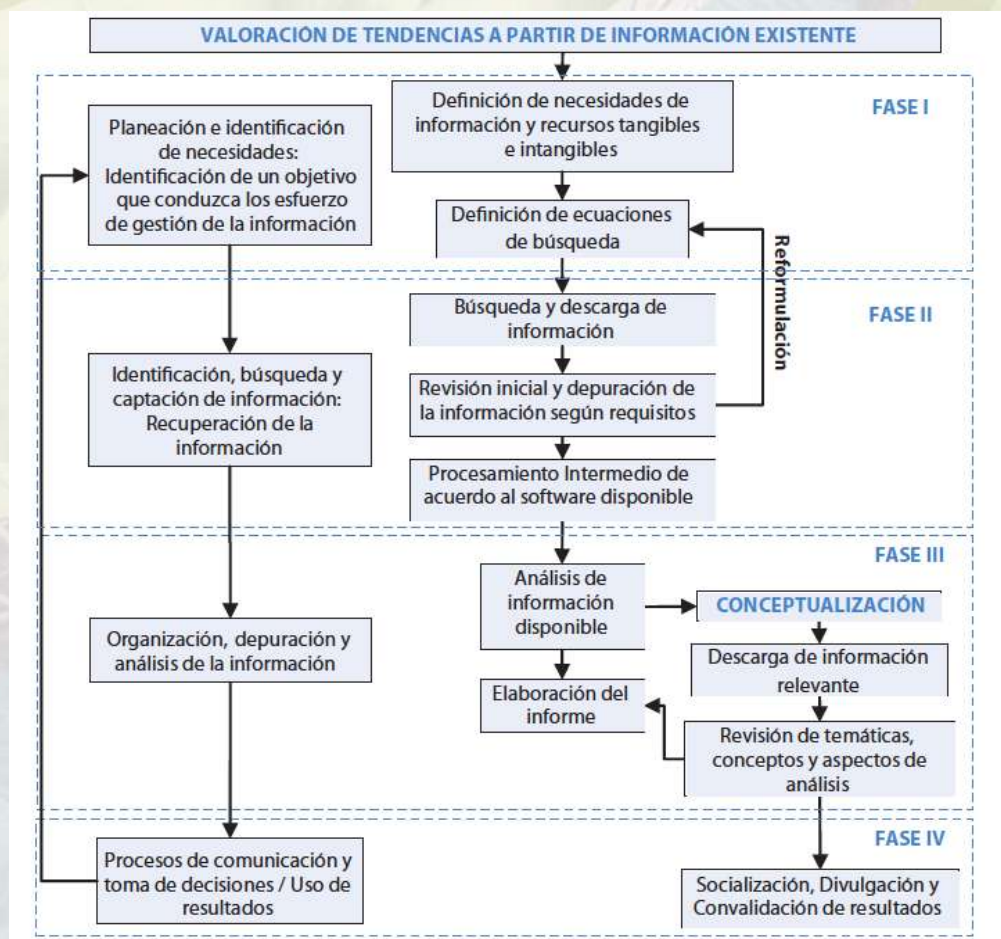 VALORACIÓN DE TENDENCIAS A PARTIR DE INFORMACIÓN EXISTENTE
FASE I
Planeación e identificación
de necesidades:
Identificación de un objetivo
que conduzca los esfuerzo
de gestión de la información
Definición de necesidades de
información y recursos tangibles
e intangibles
Definición de ecuaciones
de búsqueda
Reformulación
FASE II
Identificación, búsqueda y
captación de información:
Recuperación de la
información
Búsqueda y descarga de
información
Revisión inicial y depuración de
la información según requisitos
Procesamiento Intermedio de
acuerdo al software disponible
FASE III
Organización, depuración y
análisis de la información
Análisis de
información
disponible
CONCEPTUALIZACIÓN
Descarga de información
relevante
Elaboración del
informe
Revisión de temáticas,
conceptos y aspectos de
análisis
FASE IV
Procesos de comunicación y
toma de decisiones / Uso de
resultados
Socialización, Divulgación y
Convalidación de resultados